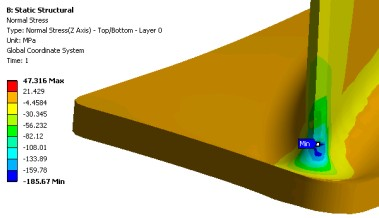 B: Static Structural
Normal Stress
Type: Normal Stress(Z Axis) - Top/Bottom - Layer 0
Unit: MPa
Global Coordinate System
Time: 1
47.316 Max
21.429
-4.4584
-30.345
-56.232
-82.12
-108.01
-133.89
-159.78
-185.67 Min
Min